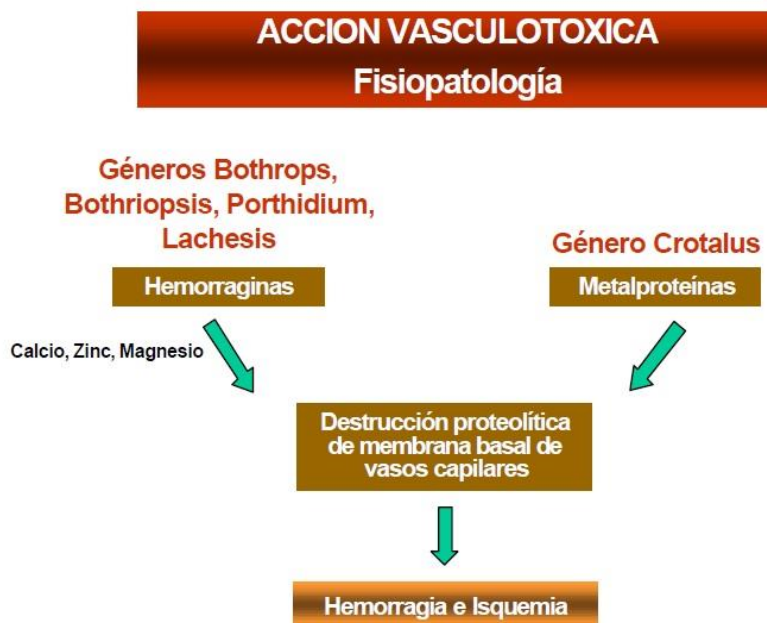 ACCION VASCULOTOXICA
Fisiopatología
Géneros Bothrops,
Bothriopsis, Porthidium,
Lachesis
Género Crotalus
Hemorraginas
Metalproteínas
Calcio, Zinc, Magnesio
Destrucción proteolítica
de membrana basal de
vasos capilares
Hemorragia e Isquemia